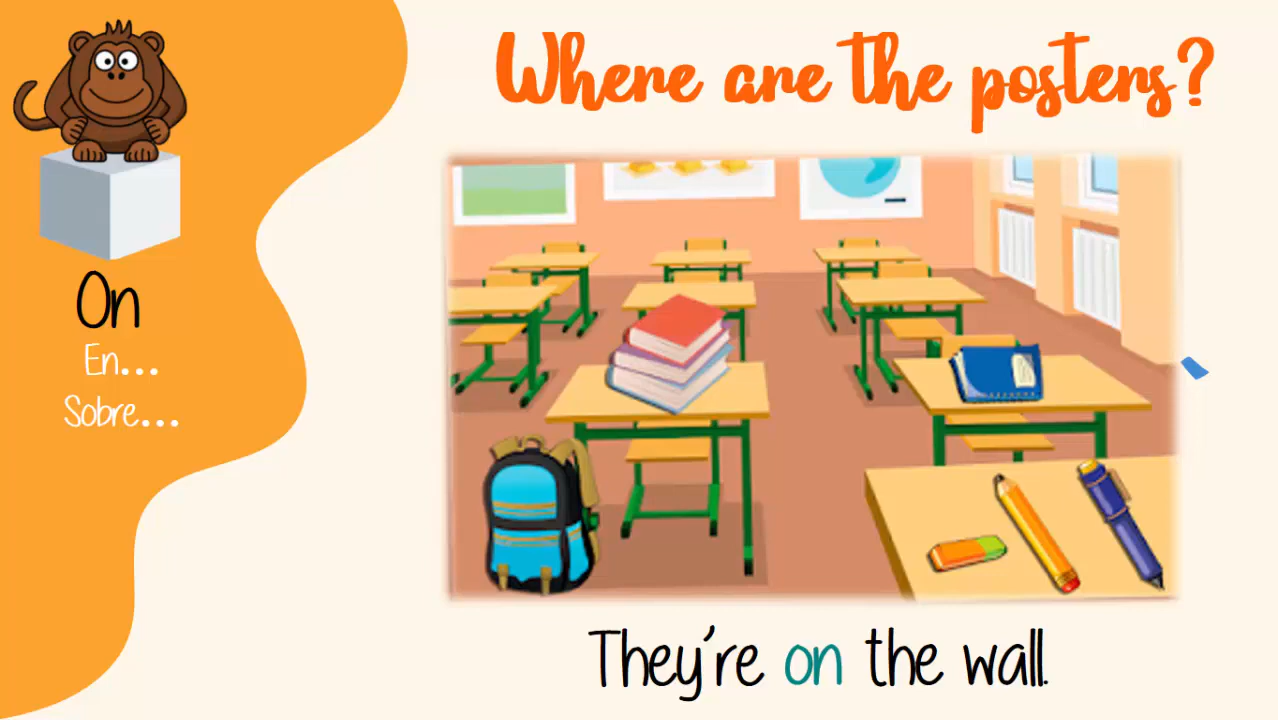 Where are the posters?
On
En...
Sobre...
They're on the wall.